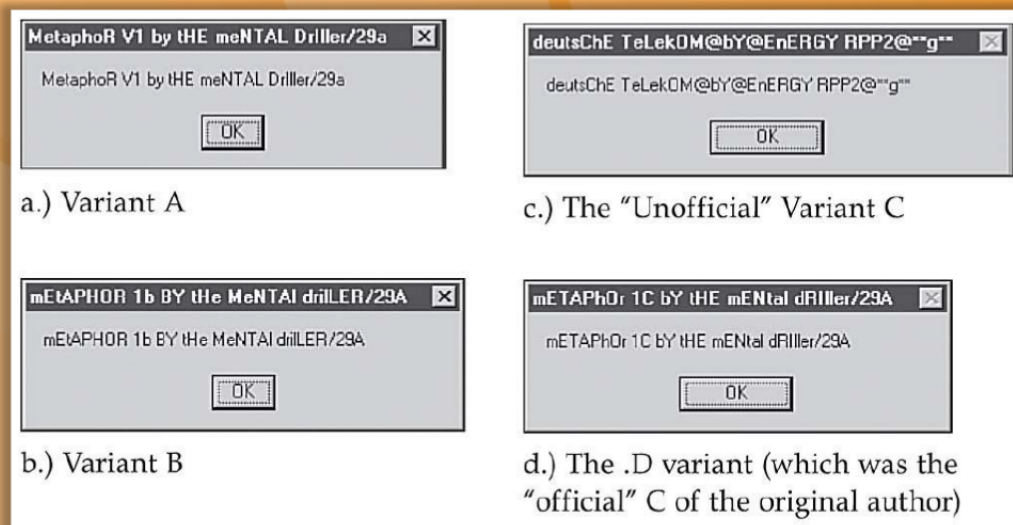 MetaphoR V1 by tHE meNTAL DrIller/29a
MetaphoR V1 by tHE meNTAL DrIller/29a
OK
a.) Variant A
mEtAPHOR 1b BY tHe MeNTAl drilLER/29A
mEtAPHOR 1b BY tHe MeNTAl drilLER/29A
OK
b.) Variant B
deutsChE TeLekOM@bY@EnERGY RPP2@**g**
deutsChE TeLekOM@bY@EnERGY RPP2@**g**
OK
c.) The “Unofficial” Variant C
mETAPhOr 1C bY tHE mENtal dRIller/29A
mETAPhOr 1C bY tHE mENtal dRIller/29A
OK
d.) The .D variant (which was the
“official” C of the original author)